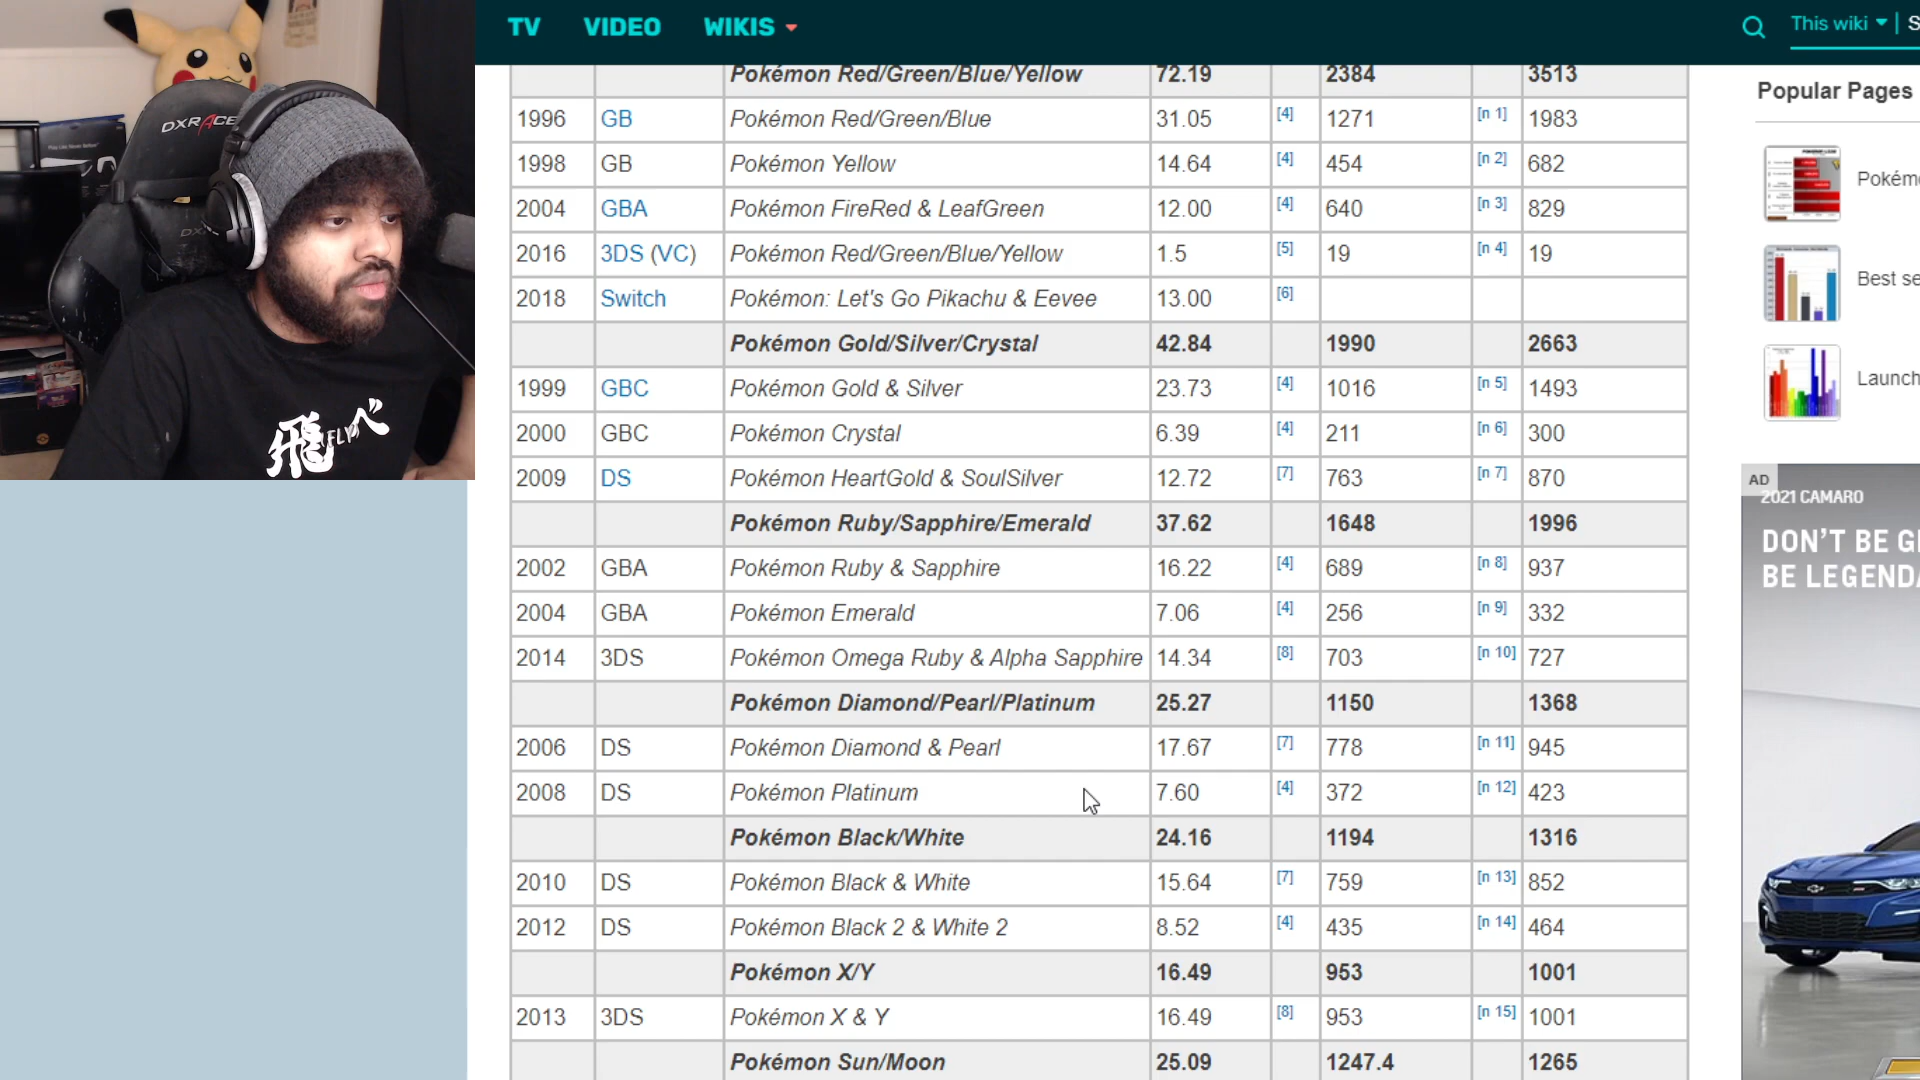 TV VIDEO WIKIS This wiki S
Pokémon Red/Green/Blue/Yellow 72.19 2384 3513
1996 GB Pokémon Red/Green/Blue 31.05 [4] 1271 [n 1] 1983
1998 GB Pokémon Yellow 14.64 [4] 454 [n 2] 682
2004 GBA Pokémon FireRed & LeafGreen 12.00 [4] 640 [n 3] 829
2016 3DS (VC) Pokémon Red/Green/Blue/Yellow 1.5 [5] 19 [n 4] 19
2018 Switch Pokémon: Let's Go Pikachu & Eevee 13.00 [6]
Pokémon Gold/Silver/Crystal 42.84 1990 2663
1999 GBC Pokémon Gold & Silver 23.73 [4] 1016 [n 5] 1493
2000 GBC Pokémon Crystal 6.39 [4] 211 [n 6] 300
2009 DS Pokémon HeartGold & SoulSilver 12.72 [7] 763 [n 7] 870
Pokémon Ruby/Sapphire/Emerald 37.62 1648 1996
2002 GBA Pokémon Ruby & Sapphire 16.22 [4] 689 [n 8] 937
2004 GBA Pokémon Emerald 7.06 [4] 256 [n 9] 332
2014 3DS Pokémon Omega Ruby & Alpha Sapphire 14.34 [8] 703 [n 10] 727
Pokémon Diamond/Pearl/Platinum 25.27 1150 1368
2006 DS Pokémon Diamond & Pearl 17.67 [7] 778 [n 11] 945
2008 DS Pokémon Platinum 7.60 [4] 372 [n 12] 423
Pokémon Black/White 24.16 1194 1316
2010 DS Pokémon Black & White 15.64 [7] 759 [n 13] 852
2012 DS Pokémon Black 2 & White 2 8.52 [4] 435 [n 14] 464
Pokémon X/Y 16.49 953 1001
2013 3DS Pokémon X & Y 16.49 [8] 953 [n 15] 1001
Pokémon Sun/Moon 25.09 1247.4 1265
Popular Pages
Pokémo
Best se
Launch
AD
2021 CAMARO
DON'T BE G
BE LEGENDA
DXRACE
飛べ
FLY